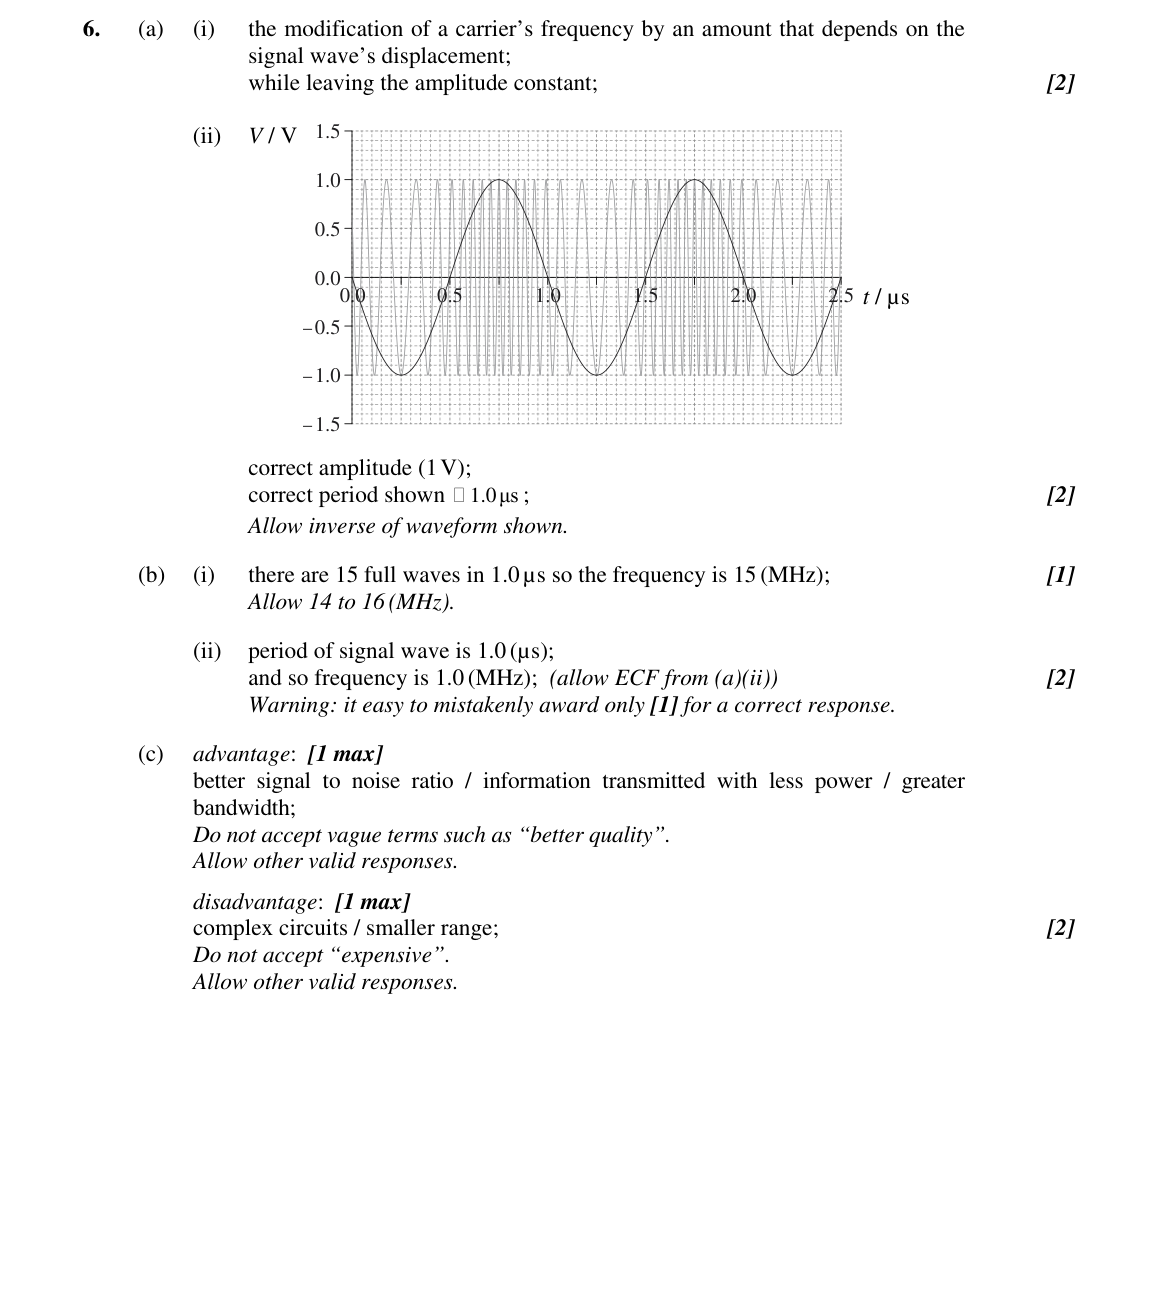 6. (a) (i) the modification of a carrier’s frequency by an amount that depends on the
signal wave’s displacement;
while leaving the amplitude constant; [2]
(ii) V / V 1.5
1.0
0.5
0.0
0.0 0.5 1.0 1.5 2.0 2.5 t / µs
–0.5
–1.0
–1.5
correct amplitude (1 V);
correct period shown □ 1.0 µs ; [2]
Allow inverse of waveform shown.
(b) (i) there are 15 full waves in 1.0 µs so the frequency is 15 (MHz); [1]
Allow 14 to 16 (MHz).
(ii) period of signal wave is 1.0 (µs);
and so frequency is 1.0 (MHz); (allow ECF from (a)(ii)) [2]
Warning: it easy to mistakenly award only [1] for a correct response.
(c) advantage: [1 max]
better signal to noise ratio / information transmitted with less power / greater
bandwidth;
Do not accept vague terms such as “better quality”.
Allow other valid responses.
disadvantage: [1 max]
complex circuits / smaller range; [2]
Do not accept “expensive”.
Allow other valid responses.